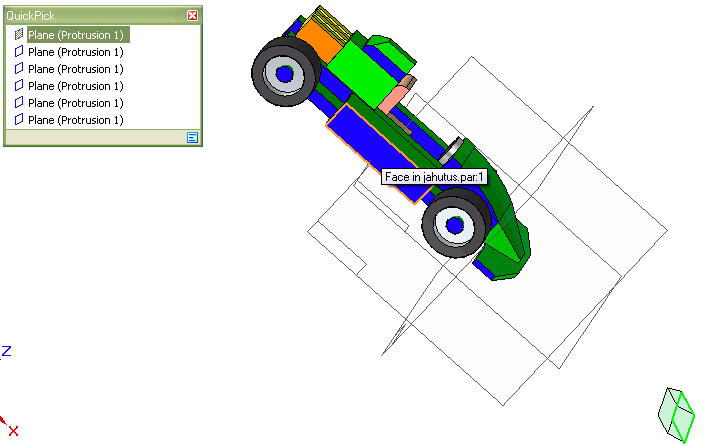 QuickPick
Plane (Protrusion 1)
Plane (Protrusion 1)
Plane (Protrusion 1)
Plane (Protrusion 1)
Plane (Protrusion 1)
Plane (Protrusion 1)
Face in jahutus.par:1
Z
X